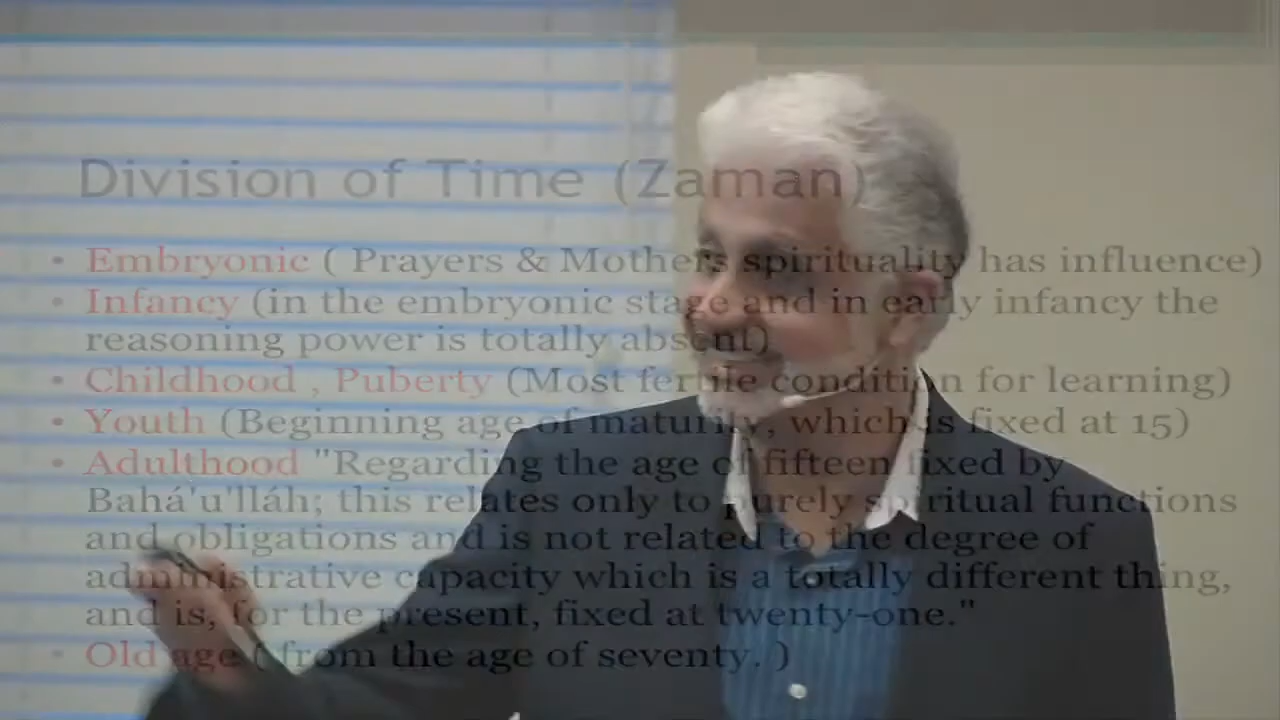 Division of Time (Zaman)
• Embryonic ( Prayers & Mothers spirituality has influence)
• Infancy (in the embryonic stage and in early infancy the
reasoning power is totally absent)
• Childhood , Puberty (Most fertile condition for learning)
• Youth (Beginning age of maturity, which is fixed at 15)
• Adulthood "Regarding the age of fifteen fixed by
Bahá'u'lláh; this relates only to purely spiritual functions
and obligations and is not related to the degree of
administrative capacity which is a totally different thing,
and is, for the present, fixed at twenty-one."
• Old age ( from the age of seventy. )